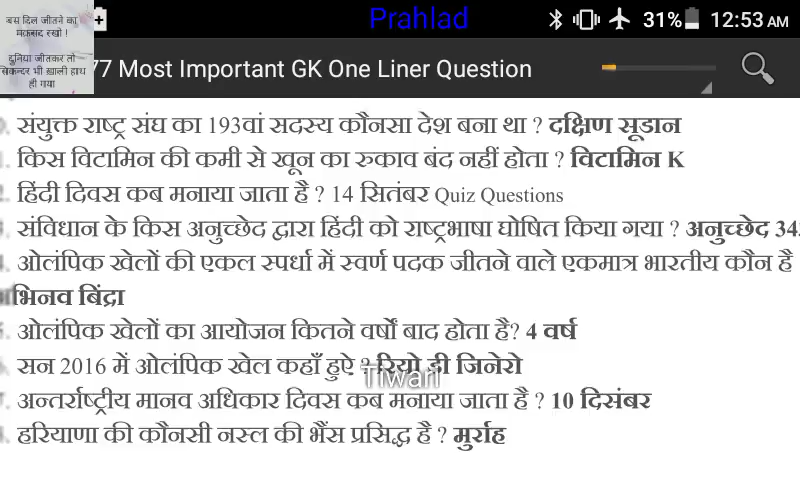 बस दिल जीतने का
मकसद रखो !
दुनिया जीतकर तो
सिकन्दर भी खाली हाथ
ही गया
Prahlad
31% 12:53 AM
77 Most Important GK One Liner Question
संयुक्त राष्ट्र संघ का 193वां सदस्य कौनसा देश बना था ? दक्षिण सूडान
किस विटामिन की कमी से खून का रुकाव बंद नहीं होता ? विटामिन K
हिंदी दिवस कब मनाया जाता है ? 14 सितंबर Quiz Questions
संविधान के किस अनुच्छेद द्वारा हिंदी को राष्ट्रभाषा घोषित किया गया ? अनुच्छेद 34
ओलंपिक खेलों की एकल स्पर्धा में स्वर्ण पदक जीतने वाले एकमात्र भारतीय कौन है
भिनव बिंद्रा
ओलंपिक खेलों का आयोजन कितने वर्षों बाद होता है? 4 वर्ष
सन 2016 में ओलंपिक खेल कहाँ हुऐ ? रियो डी जिनेरो
Tiwari
अन्तर्राष्ट्रीय मानव अधिकार दिवस कब मनाया जाता है ? 10 दिसंबर
हरियाणा की कौनसी नस्ल की भैंस प्रसिद्ध है ? मुर्राह